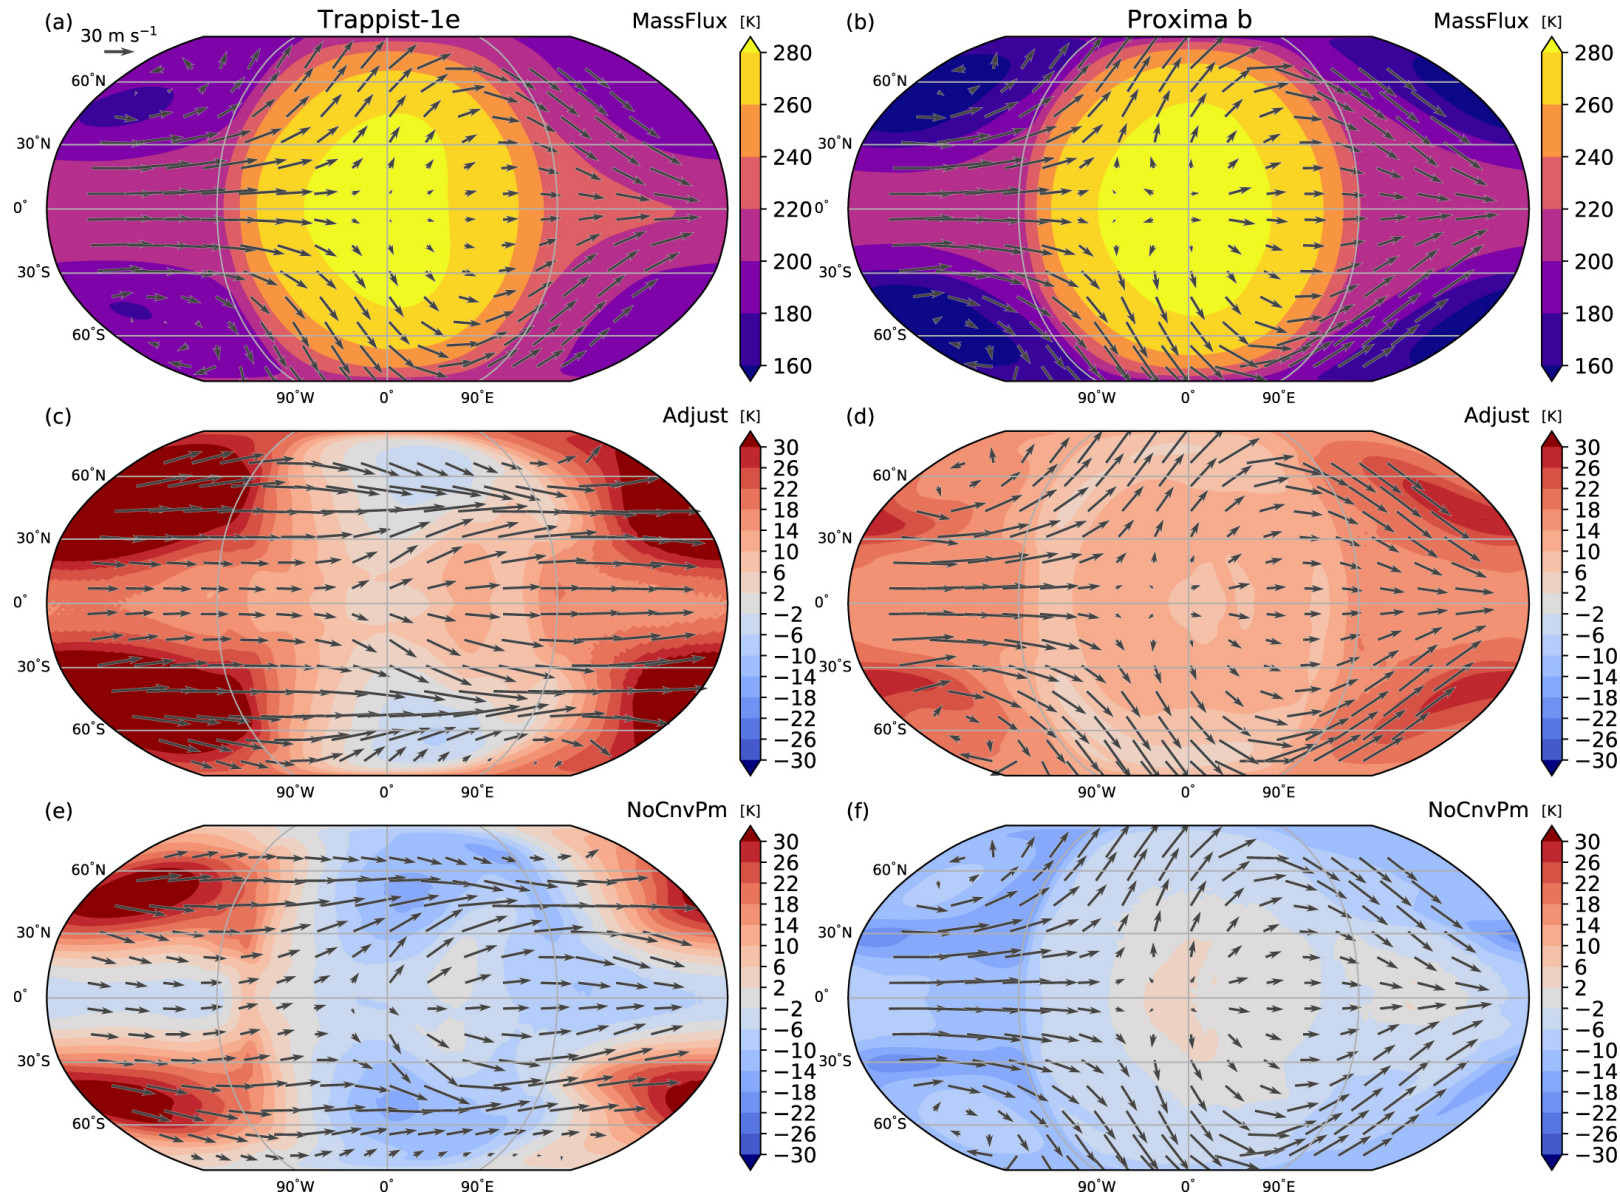 (a) Trappist-1e MassFlux [K]
30 m s⁻¹
60°N
30°N
0°
30°S
60°S
90°W 0° 90°E
280
260
240
220
200
180
160
(b) Proxima b MassFlux [K]
60°N
30°N
0°
30°S
60°S
90°W 0° 90°E
280
260
240
220
200
180
160
(c) Adjust [K]
60°N
30°N
0°
30°S
60°S
90°W 0° 90°E
30
26
22
18
14
10
6
2
−2
−6
−10
−14
−18
−22
−26
−30
(d) Adjust [K]
60°N
30°N
0°
30°S
60°S
90°W 0° 90°E
30
26
22
18
14
10
6
2
−2
−6
−10
−14
−18
−22
−26
−30
(e) NoCnvPm [K]
60°N
30°N
0°
30°S
60°S
90°W 0° 90°E
30
26
22
18
14
10
6
2
−2
−6
−10
−14
−18
−22
−26
−30
(f) NoCnvPm [K]
60°N
30°N
0°
30°S
60°S
90°W 0° 90°E
30
26
22
18
14
10
6
2
−2
−6
−10
−14
−18
−22
−26
−30